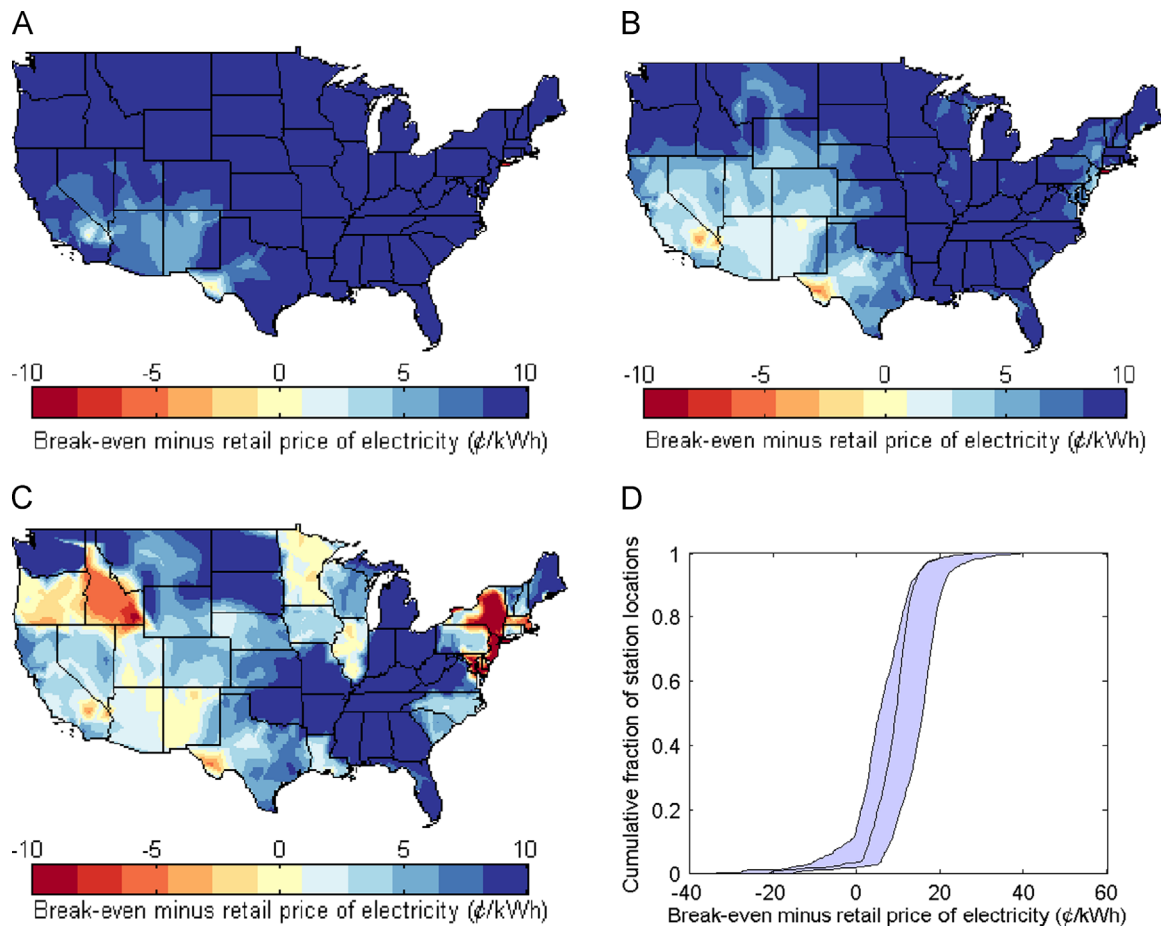 A
-10 -5 0 5 10
Break-even minus retail price of electricity (¢/kWh)
B
-10 -5 0 5 10
Break-even minus retail price of electricity (¢/kWh)
C
-10 -5 0 5 10
Break-even minus retail price of electricity (¢/kWh)
D
Cumulative fraction of station locations
1
0.8
0.6
0.4
0.2
0
-40 -20 0 20 40 60
Break-even minus retail price of electricity (¢/kWh)